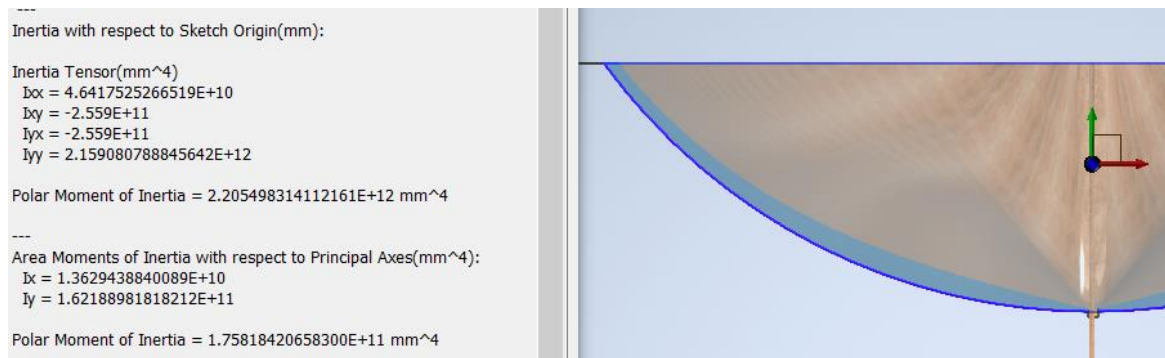 ---
Inertia with respect to Sketch Origin(mm):
Inertia Tensor(mm^4)
Ixx = 4.6417525266519E+10
Ixy = -2.559E+11
Iyx = -2.559E+11
Iyy = 2.159080788845642E+12
Polar Moment of Inertia = 2.205498314112161E+12 mm^4
---
Area Moments of Inertia with respect to Principal Axes(mm^4):
Ix = 1.3629438840089E+10
Iy = 1.62188981818212E+11
Polar Moment of Inertia = 1.75818420658300E+11 mm^4